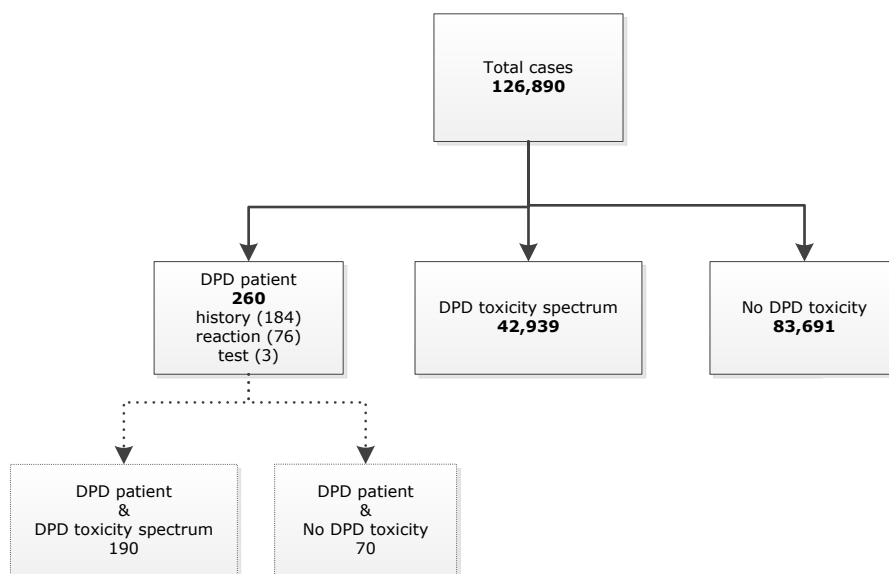 Total cases
126,890
DPD patient
260
history (184)
reaction (76)
test (3)
DPD toxicity spectrum
42,939
No DPD toxicity
83,691
DPD patient
&
DPD toxicity spectrum
190
DPD patient
&
No DPD toxicity
70